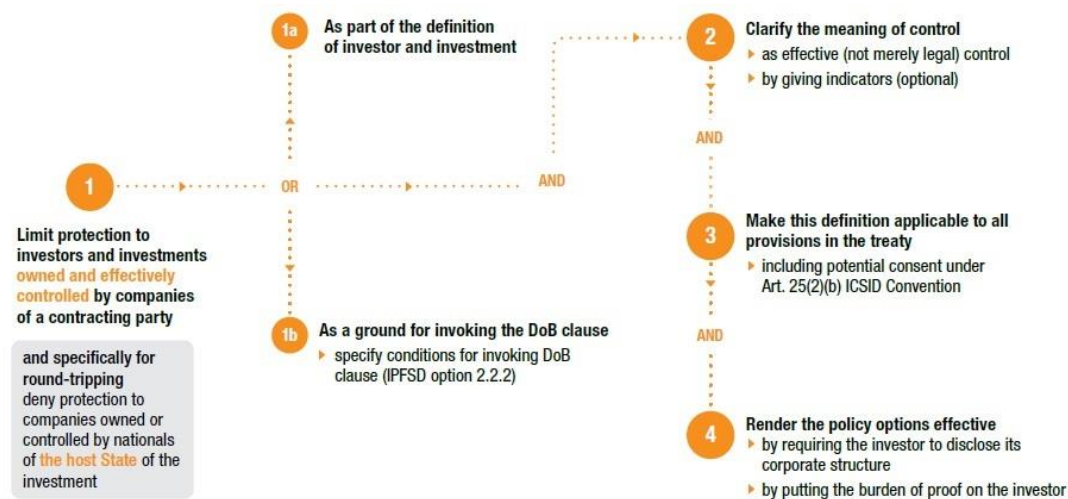 1a
As part of the definition
of investor and investment
2
Clarify the meaning of control
as effective (not merely legal) control
by giving indicators (optional)
AND
1
OR
AND
Limit protection to
investors and investments
owned and effectively
controlled by companies
of a contracting party
and specifically for
round-tripping
deny protection to
companies owned or
controlled by nationals
of the host State of the
investment
1b
As a ground for invoking the DoB clause
specify conditions for invoking DoB
clause (IPFSD option 2.2.2)
3
Make this definition applicable to all
provisions in the treaty
including potential consent under
Art. 25(2)(b) ICSID Convention
AND
4
Render the policy options effective
by requiring the investor to disclose its
corporate structure
by putting the burden of proof on the investor